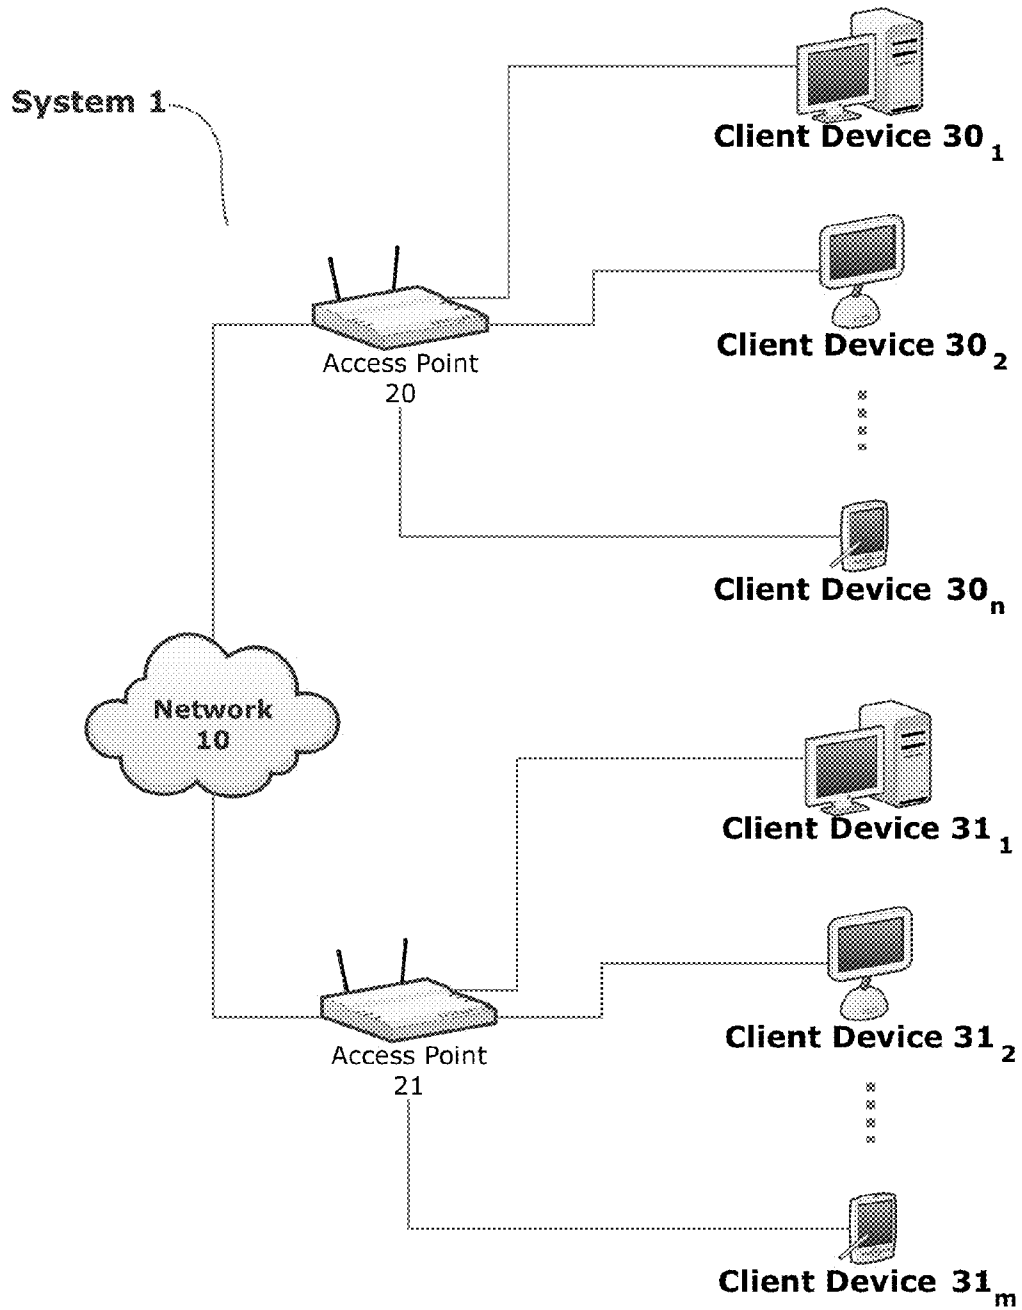 System 1
Client Device 30 1
Client Device 30 2
Access Point
20
Client Device 30 n
Network
10
Client Device 31 1
Client Device 31 2
Access Point
21
Client Device 31 m